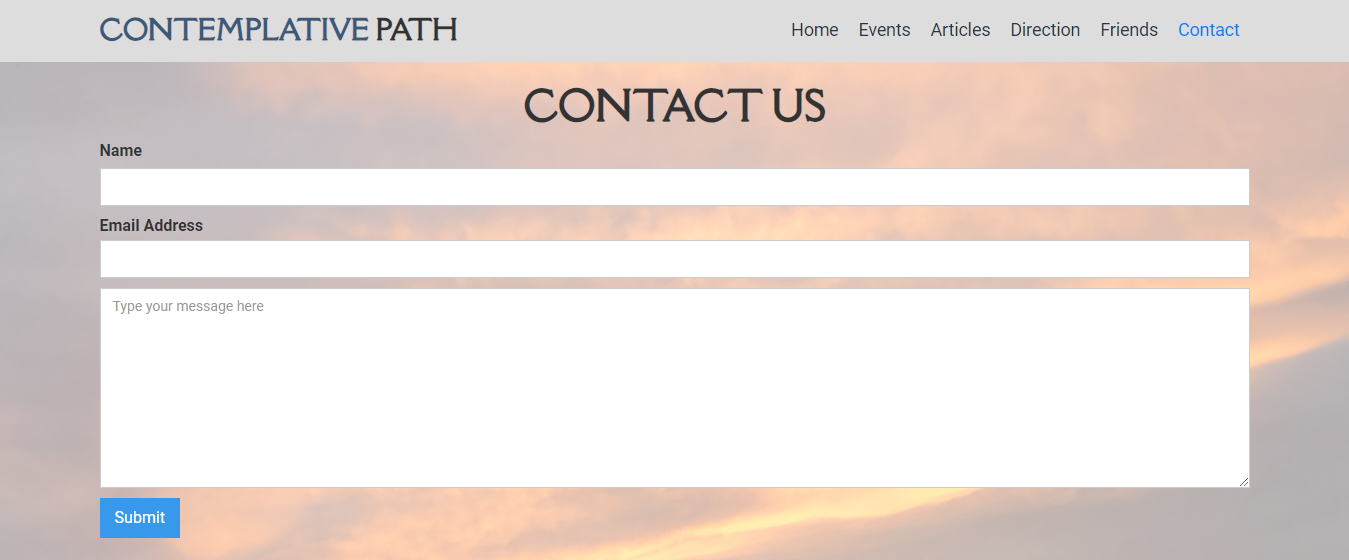 CONTEMPLATIVE PATH
Home Events Articles Direction Friends Contact
CONTACT US
Name
Email Address
Type your message here
Submit